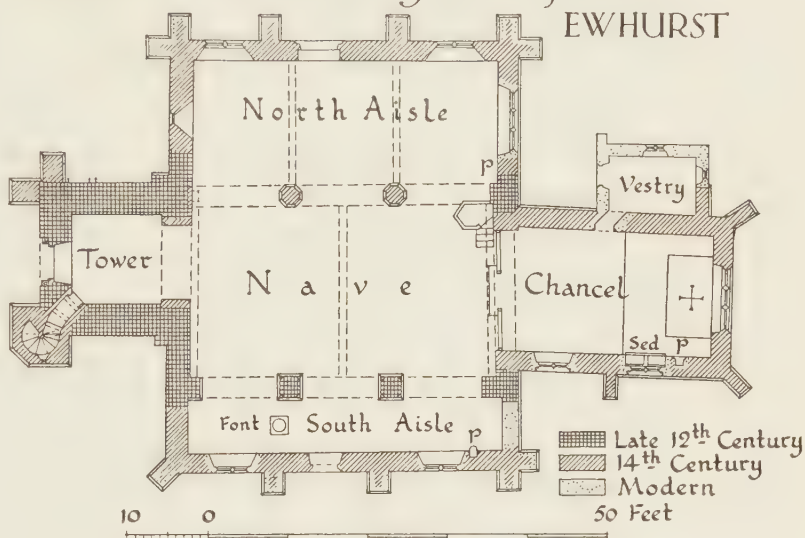 EWHURST
North Aisle
P
Vestry
Tower
Nave
Chancel
Sed P
Font South Aisle P
Late 12th Century
14th Century
Modern
10 0 50 Feet